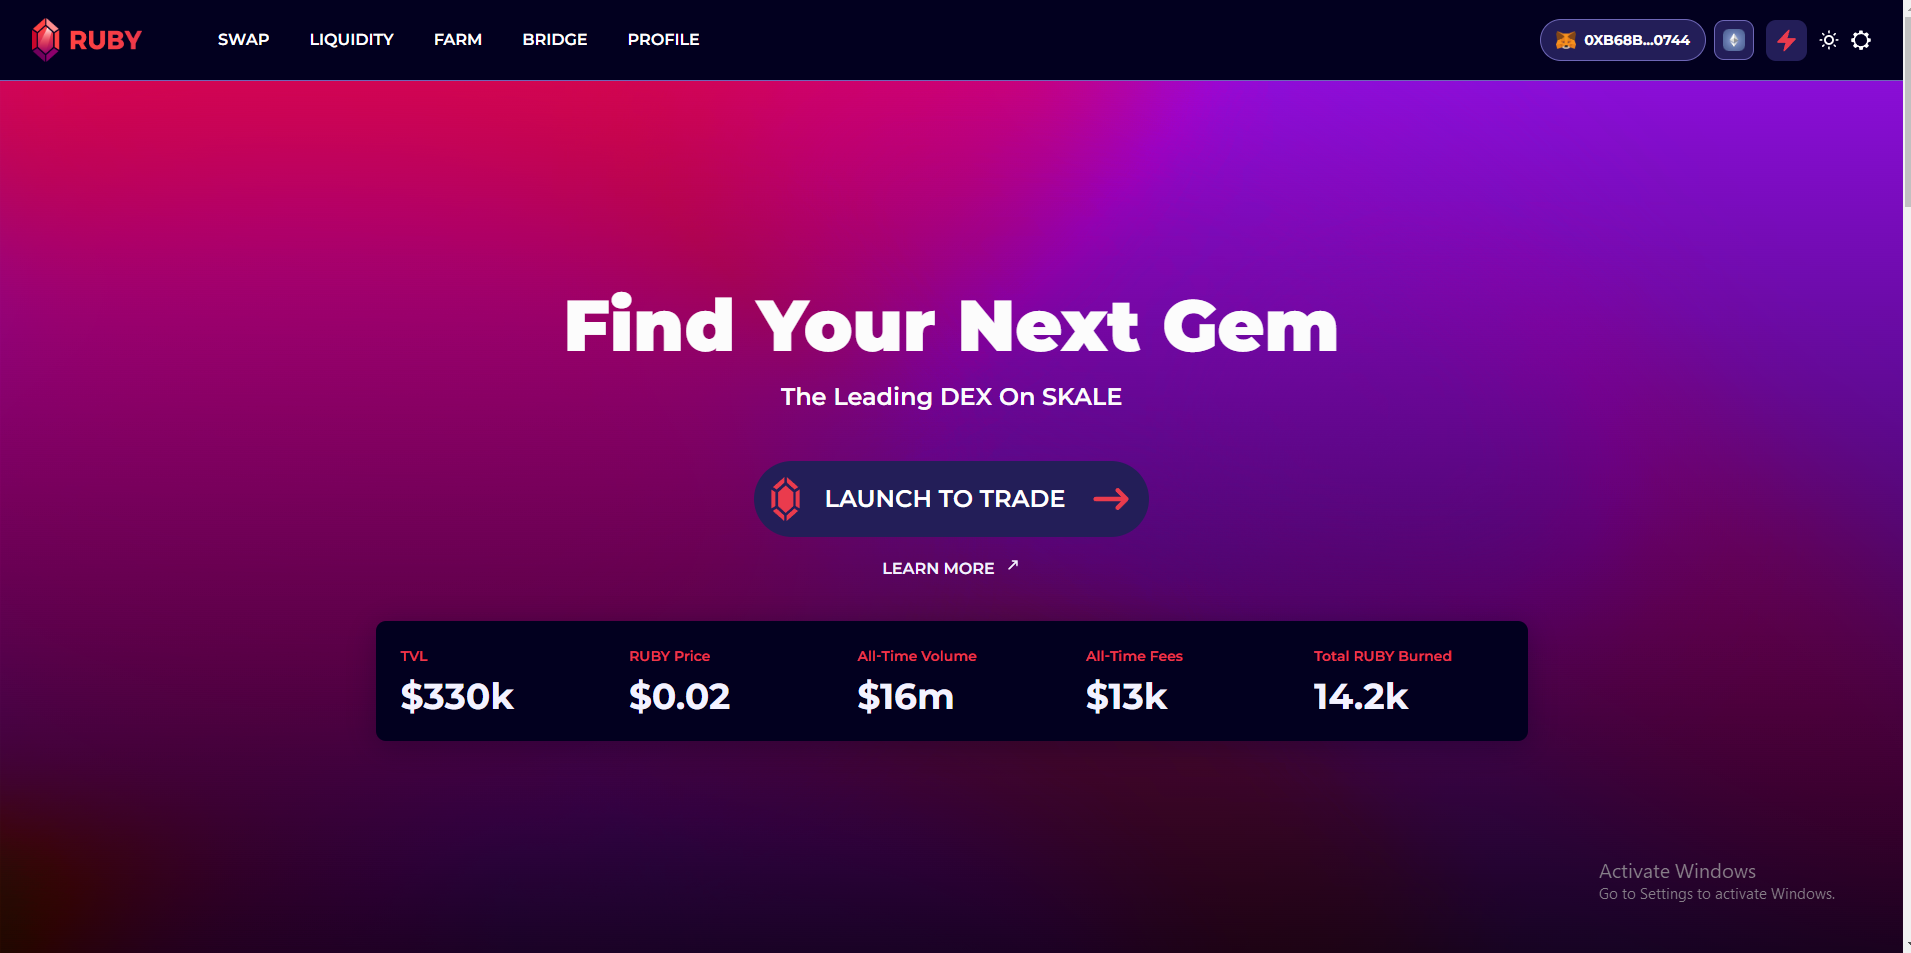 RUBY
SWAP
LIQUIDITY
FARM
BRIDGE
PROFILE
0XB68B...0744
Find Your Next Gem
The Leading DEX On SKALE
LAUNCH TO TRADE
LEARN MORE
TVL
$330k
RUBY Price
$0.02
All-Time Volume
$16m
All-Time Fees
$13k
Total RUBY Burned
14.2k
Activate Windows
Go to Settings to activate Windows.